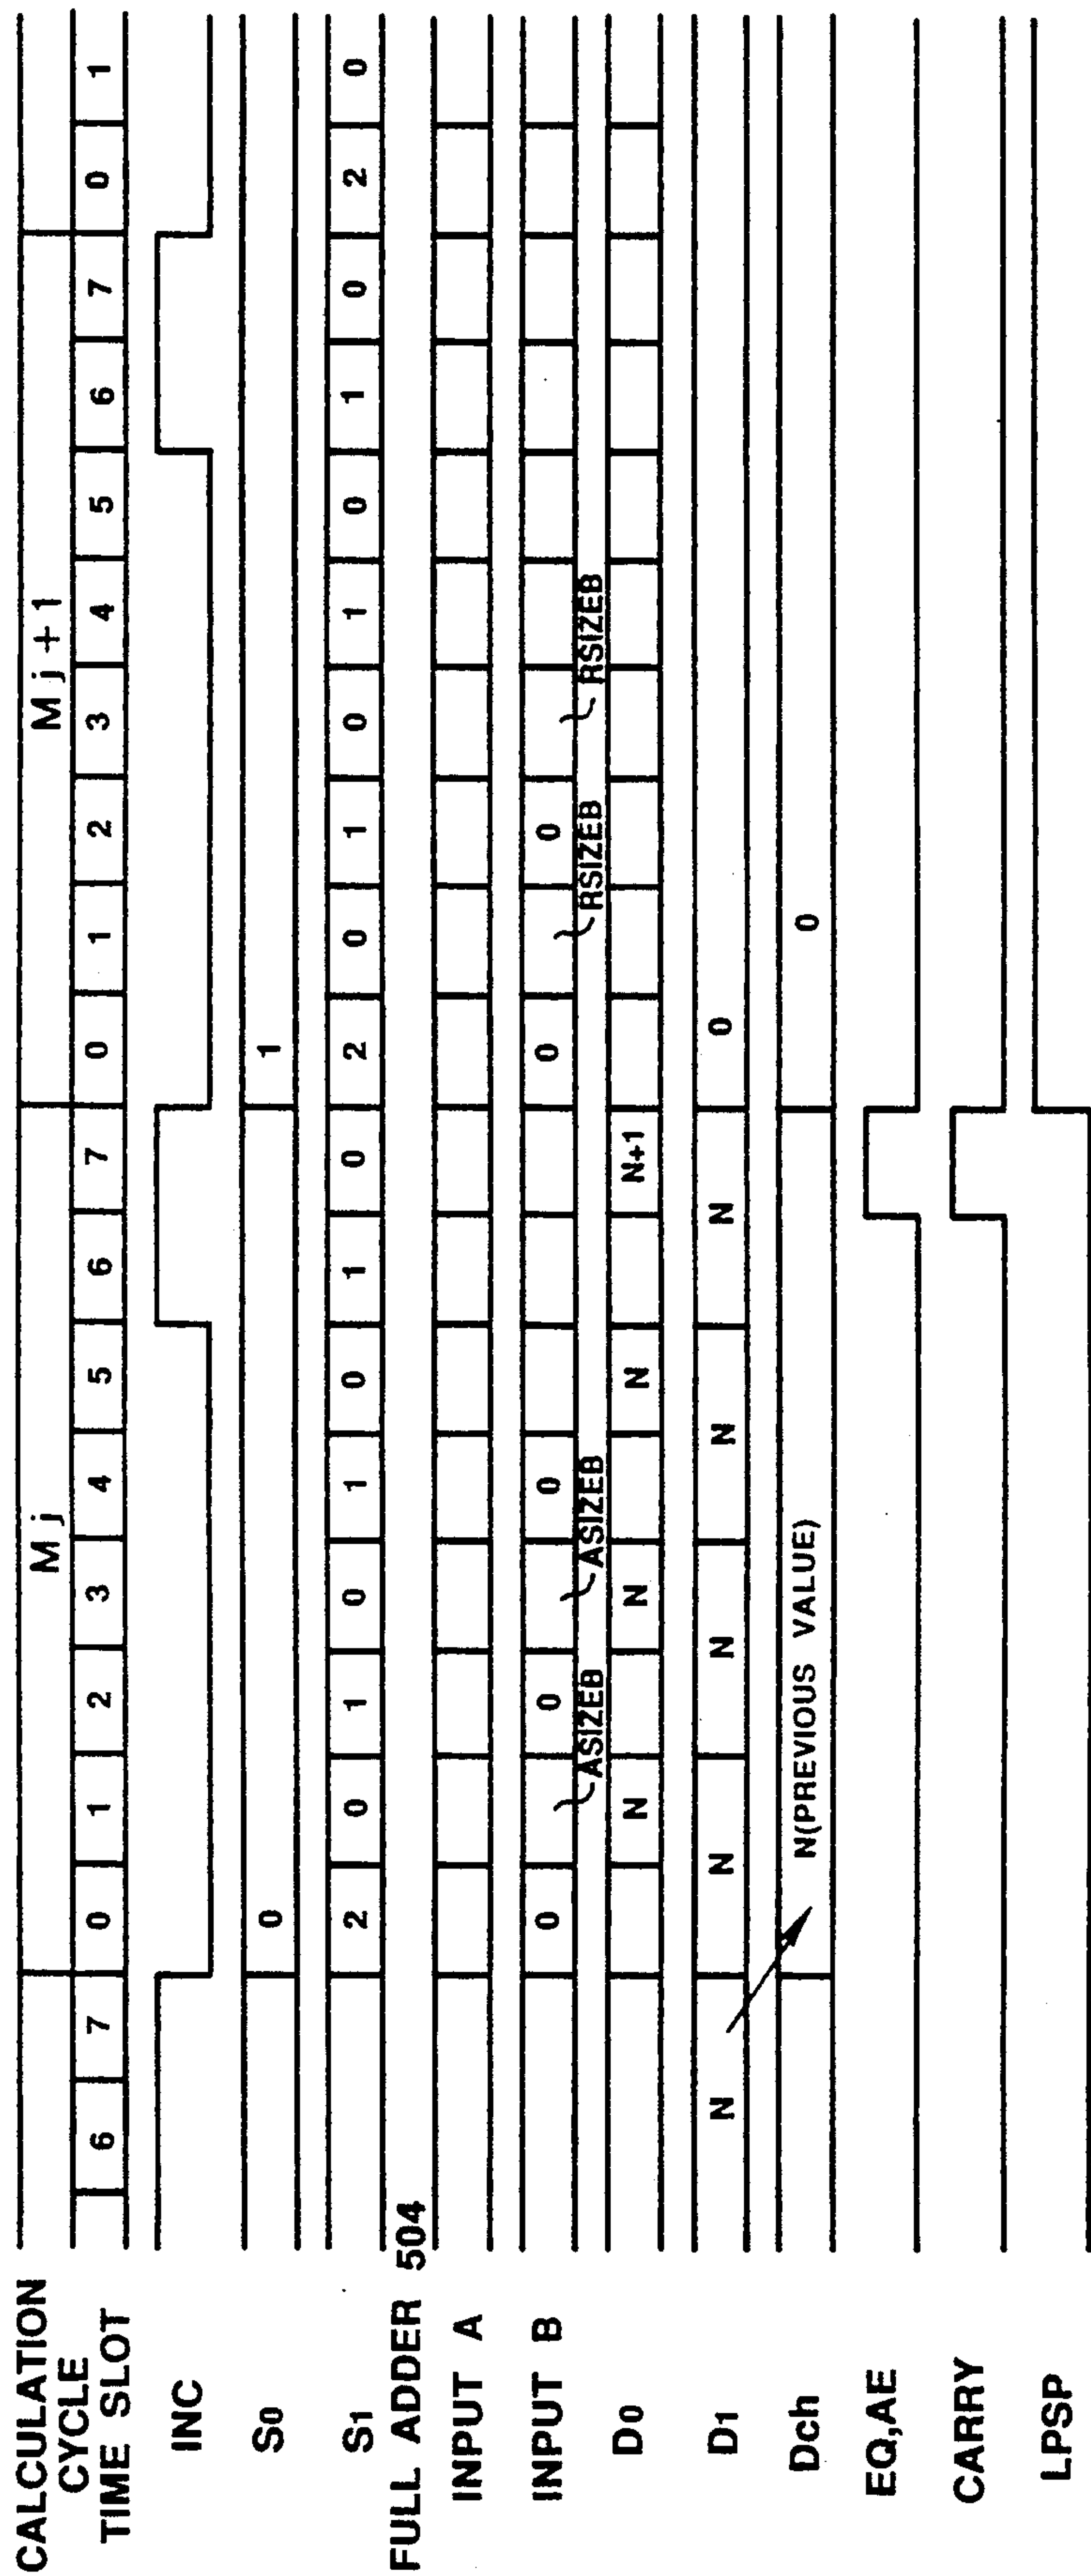 CALCULATION CYCLE Mj Mj+1
TIME SLOT 6 7 0 1 2 3 4 5 6 7 0 1 2 3 4 5 6 7 0 1
INC
S0 0 1
S1 2 0 1 0 1 0 1 0 2 0 1 0 1 0 1 0 2 0
FULL ADDER 504
INPUT A
INPUT B 0 0 0 0 0
ASIZEB ASIZEB RSIZEB RSIZEB
D0 N N N N+1
D1 N N N N N 0
Dch N(PREVIOUS VALUE) 0
EQ,AE
CARRY
LPSP